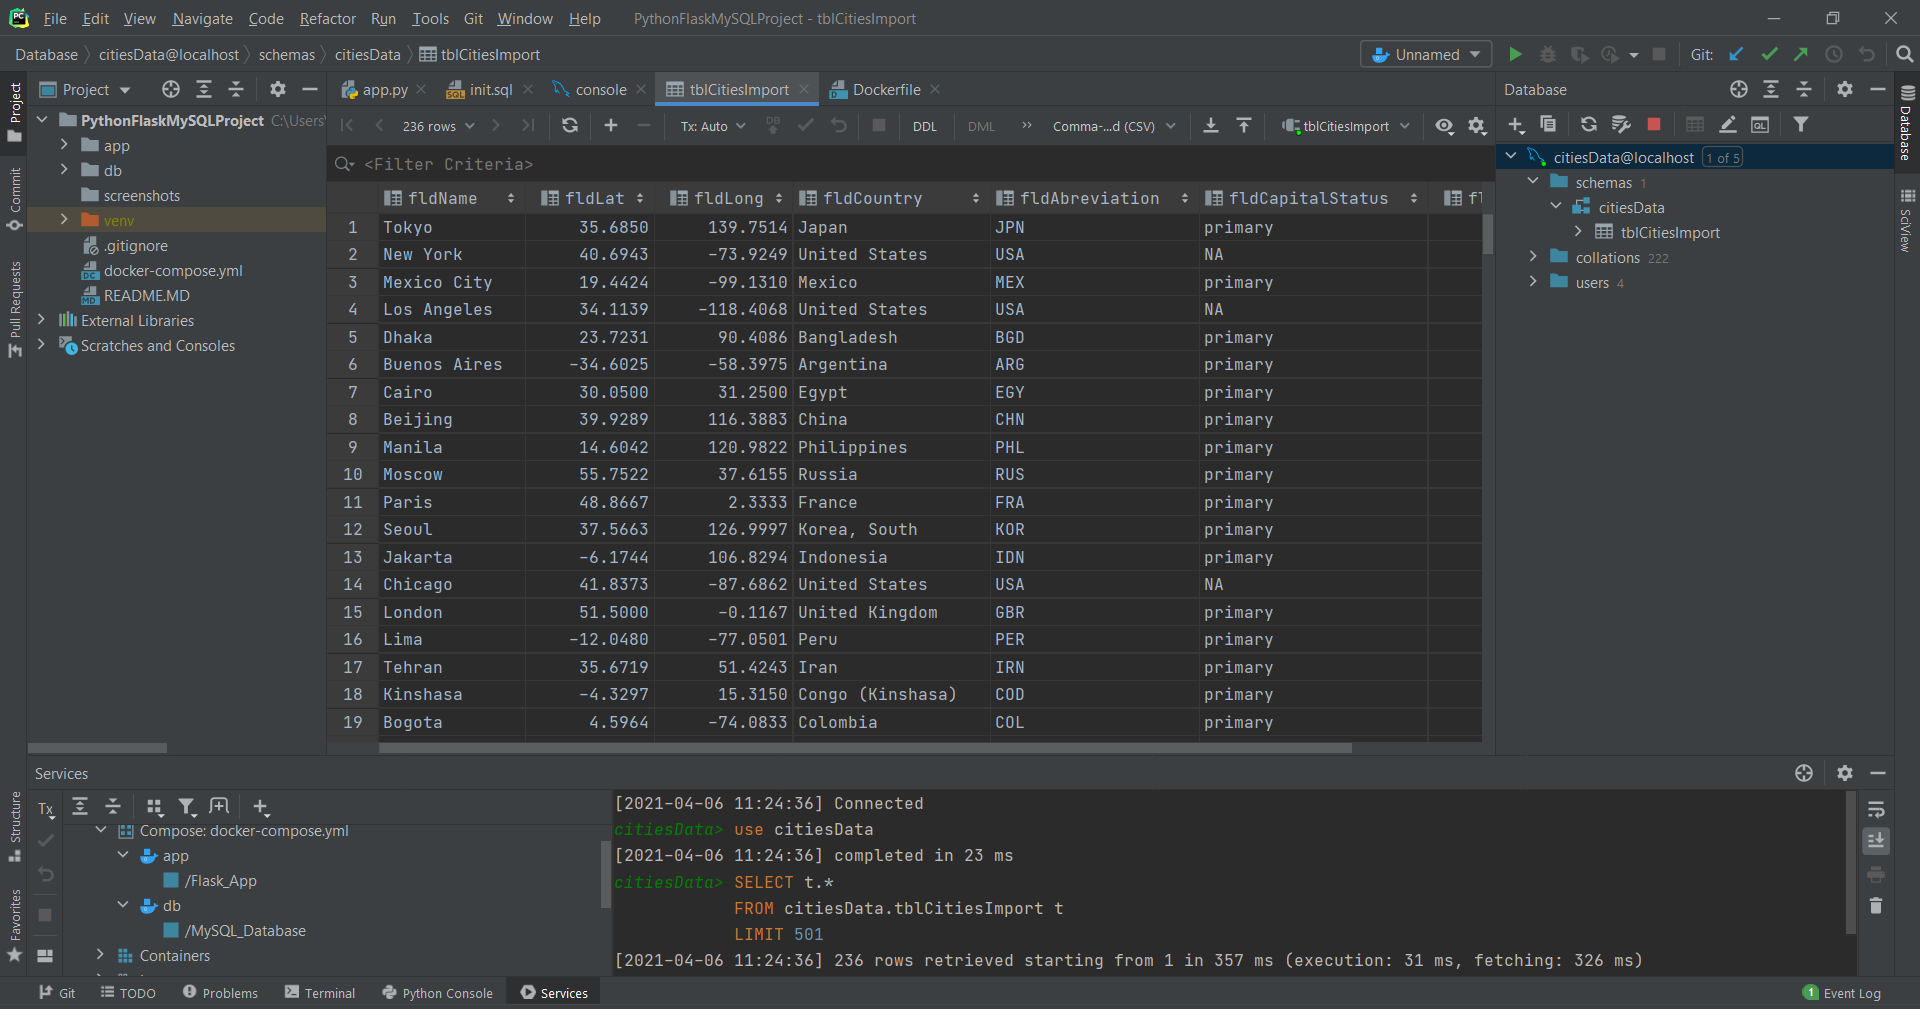 File Edit View Navigate Code Refactor Run Tools Git Window Help PythonFlaskMySQLProject - tblCitiesImport
Database citiesData@localhost schemas citiesData tblCitiesImport Unnamed Git:
Project
app.py init.sql console tblCitiesImport Dockerfile
Database
236 rows Tx: Auto DDL DML Comma-...d (CSV) tblCitiesImport
<Filter Criteria>
PythonFlaskMySQLProject C:\Users\
app
db
screenshots
venv
.gitignore
docker-compose.yml
README.MD
External Libraries
Scratches and Consoles
fldName fldLat fldLong fldCountry fldAbreviation fldCapitalStatus
1 Tokyo 35.6850 139.7514 Japan JPN primary
2 New York 40.6943 -73.9249 United States USA NA
3 Mexico City 19.4424 -99.1310 Mexico MEX primary
4 Los Angeles 34.1139 -118.4068 United States USA NA
5 Dhaka 23.7231 90.4086 Bangladesh BGD primary
6 Buenos Aires -34.6025 -58.3975 Argentina ARG primary
7 Cairo 30.0500 31.2500 Egypt EGY primary
8 Beijing 39.9289 116.3883 China CHN primary
9 Manila 14.6042 120.9822 Philippines PHL primary
10 Moscow 55.7522 37.6155 Russia RUS primary
11 Paris 48.8667 2.3333 France FRA primary
12 Seoul 37.5663 126.9997 Korea, South KOR primary
13 Jakarta -6.1744 106.8294 Indonesia IDN primary
14 Chicago 41.8373 -87.6862 United States USA NA
15 London 51.5000 -0.1167 United Kingdom GBR primary
16 Lima -12.0480 -77.0501 Peru PER primary
17 Tehran 35.6719 51.4243 Iran IRN primary
18 Kinshasa -4.3297 15.3150 Congo (Kinshasa) COD primary
19 Bogota 4.5964 -74.0833 Colombia COL primary
citiesData@localhost 1 of 5
schemas 1
citiesData
tblCitiesImport
collations 222
users 4
Project
Commit
Pull Requests
Structure
Favorites
Database
SciView
Services
Tx
Compose: docker-compose.yml
app
/Flask_App
db
/MySQL_Database
Containers
[2021-04-06 11:24:36] Connected
citiesData> use citiesData
[2021-04-06 11:24:36] completed in 23 ms
citiesData> SELECT t.*
FROM citiesData.tblCitiesImport t
LIMIT 501
[2021-04-06 11:24:36] 236 rows retrieved starting from 1 in 357 ms (execution: 31 ms, fetching: 326 ms)
Git TODO Problems Terminal Python Console Services 1 Event Log